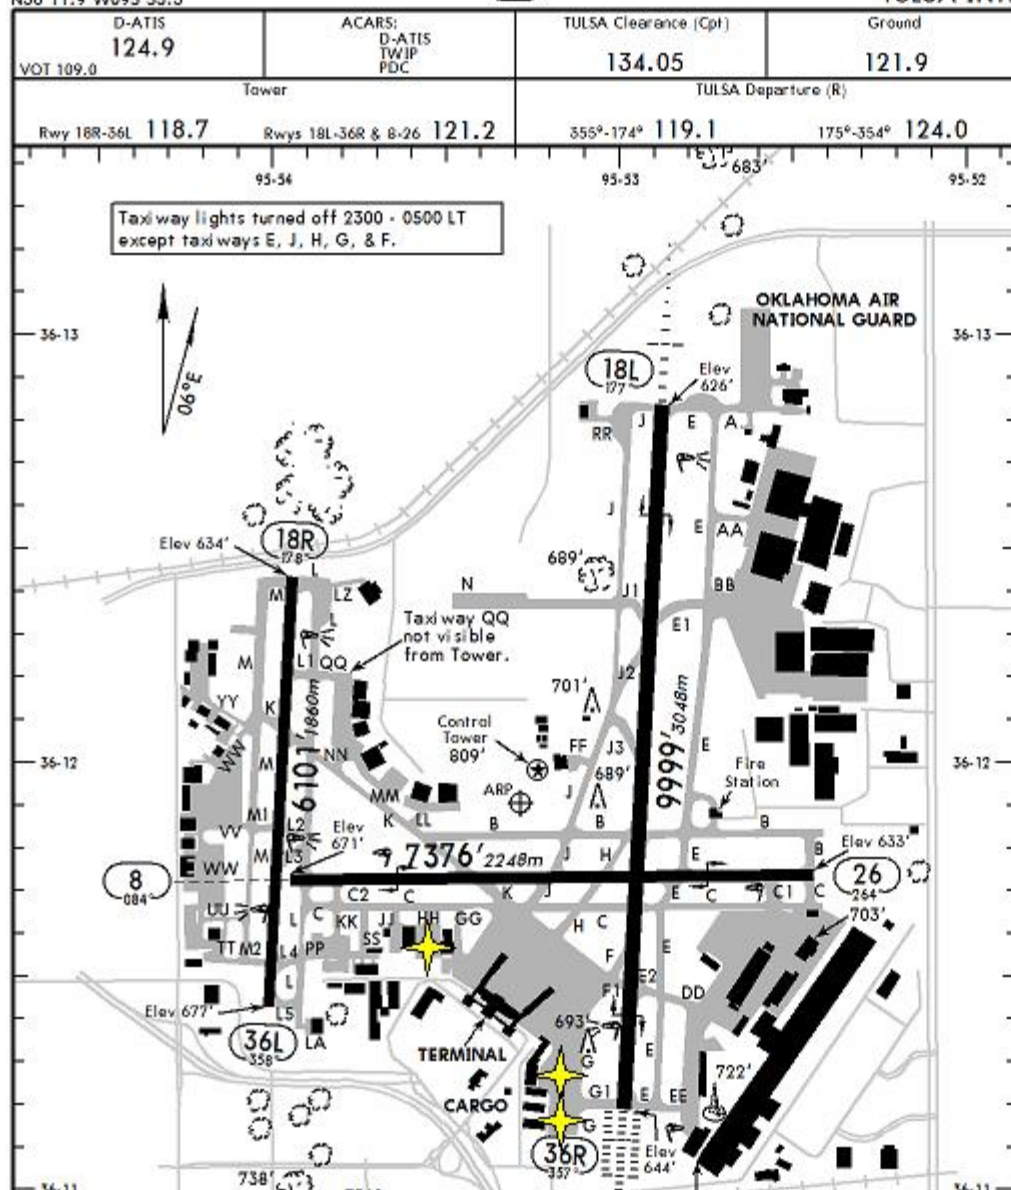 D-ATIS
124.9
VOT 109.0
ACARS:
D-ATIS
TWIP
PDC
TULSA Clearance (Cpt)
134.05
Ground
121.9
Tower
Rwy 18R-36L 118.7
Rwys 18L-36R & 8-26 121.2
TULSA Departure (R)
355°-174° 119.1
175°-354° 124.0
683'
95-54
95-53
95-52
Taxiway lights turned off 2300 - 0500 LT
except taxiways E, J, H, G, & F.
OKLAHOMA AIR
NATIONAL GUARD
36-13
36-13
06°E
18L
177°
Elev
626'
RR
J
E
A
J
E
AA
Elev 634'
18R
178°
L
689'
M
LZ
N
J1
BB
Taxiway QQ
not visible
from Tower.
E1
M
L1
QQ
J2
YY
K
701'
6101' 1860m
9999' 3048m
Control
Tower
809'
WW
NN
FF
J3
E
36-12
M
689'
Fire
Station
36-12
ARP
MM
J
M1
LL
K
B
B
B
VV
L2
Elev
671'
Elev 633'
M
L3
7376' 2248m
J
H
E
B
8
084°
WW
26
264°
C2
C
K
J
E
C
C1
C
703'
UU
L
C
KK
JJ
HH
GG
H
C
TT
M2
L4
PP
SS
F
E
L
F1
E2
DD
Elev 677'
L5
693'
36L
358°
LA
TERMINAL
E
G
722'
CARGO
G1
E
EE
G
36R
357°
Elev
644'
738'
36-11
36-11